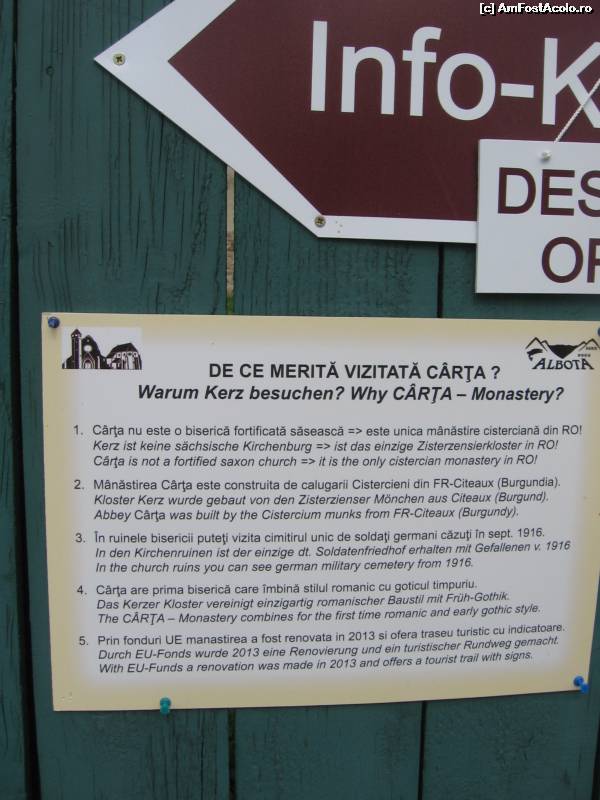 [c] AmFostAcolo.ro
Info-K
DES
OF
DE CE MERITĂ VIZITATĂ CÂRŢA ?
ALBOTA
Warum Kerz besuchen? Why CÂRŢA – Monastery?
1. Cârţa nu este o biserică fortificată săsească => este unica mânăstire cisterciană din RO!
Kerz ist keine sächsische Kirchenburg => ist das einzige Zisterzensierkloster in RO!
Cârţa is not a fortified saxon church => it is the only cistercian monastery in RO!
2. Mânăstirea Cârţa este construita de calugarii Cistercieni din FR-Citeaux (Burgundia).
Kloster Kerz wurde gebaut von den Zisterzienser Mönchen aus Citeaux (Burgund).
Abbey Cârţa was built by the Cistercium munks from FR-Citeaux (Burgundy).
3. În ruinele bisericii puteţi vizita cimitirul unic de soldaţi germani căzuţi în sept. 1916.
In den Kirchenruinen ist der einzige dt. Soldatenfriedhof erhalten mit Gefallenen v. 1916
In the church ruins you can see german military cemetery from 1916.
4. Cârţa are prima biserică care îmbină stilul romanic cu goticul timpuriu.
Das Kerzer Kloster vereinigt einzigartig romanischer Baustil mit Früh-Gothik.
The CÂRŢA – Monastery combines for the first time romanic and early gothic style.
5. Prin fonduri UE manastirea a fost renovata in 2013 si ofera traseu turistic cu indicatoare.
Durch EU-Fonds wurde 2013 eine Renovierung und ein turistischer Rundweg gemacht.
With EU-Funds a renovation was made in 2013 and offers a tourist trail with signs.